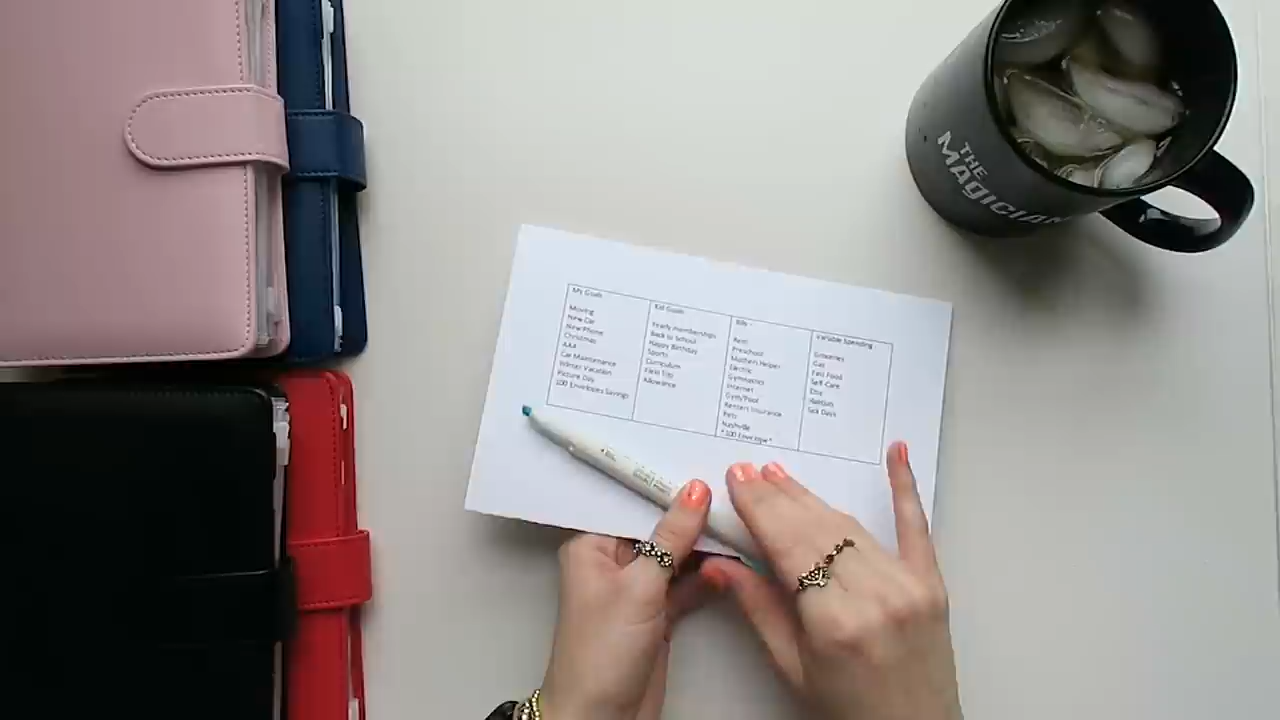 My Goals
Moving
New Car
New Phone
Christmas
AAA
Car Maintenance
Winter Vacation
Picture Day
100 Envelopes Savings
Kid Goals
Yearly memberships
Back to School
Happy Birthday
Sports
Curriculum
Field Trip
Allowance
Bills -
Rent
Preschool
Mothers Helper
Electric
Gymnastics
Internet
Gym/Pool
Renters Insurance
Pets
Nashville
*100 Envelope*
Variable Spending
Groceries
Gas
Fast Food
Self-Care
Sick Days
THE
MAGICIAN